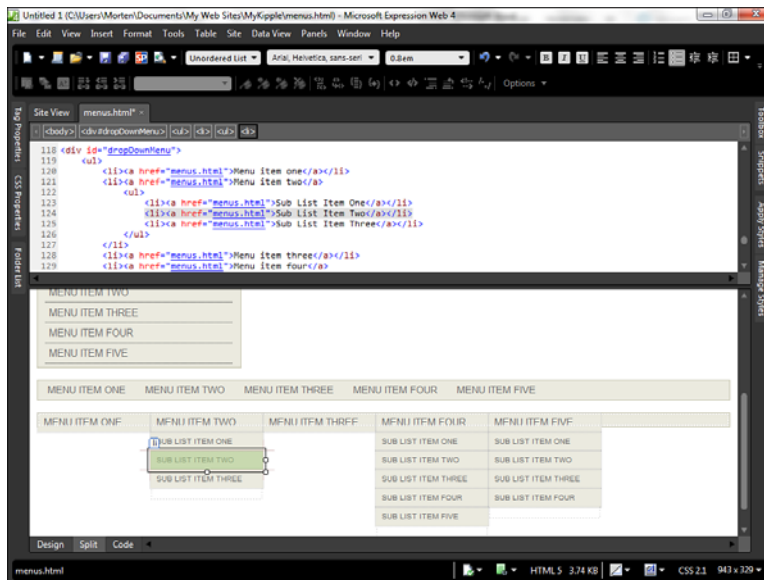 Untitled 1 (C:\Users\Morten\Documents\My Web Sites\MyKipple\menus.html) - Microsoft Expression Web 4
File Edit View Insert Format Tools Table Site Data View Panels Window Help
Unordered List Arial, Helvetica, sans-seri 0.8em B I U
Options
Site View menus.html*
<body> <div#dropDownMenu> <ul> <li> <ul> <li>
118 <div id="dropDownMenu">
119 <ul>
120 <li><a href="menus.html">Menu item one</a></li>
121 <li><a href="menus.html">Menu item two</a>
122 <ul>
123 <li><a href="menus.html">Sub List Item One</a></li>
124 <li><a href="menus.html">Sub List Item Two</a></li>
125 <li><a href="menus.html">Sub List Item Three</a></li>
126 </ul>
127 </li>
128 <li><a href="menus.html">Menu item three</a></li>
129 <li><a href="menus.html">Menu item four</a>
Tag Properties
CSS Properties
Folder List
Toolbox
Snippets
Apply Styles
Manage Styles
MENU ITEM TWO
MENU ITEM THREE
MENU ITEM FOUR
MENU ITEM FIVE
MENU ITEM ONE MENU ITEM TWO MENU ITEM THREE MENU ITEM FOUR MENU ITEM FIVE
MENU ITEM ONE MENU ITEM TWO MENU ITEM THREE MENU ITEM FOUR MENU ITEM FIVE
li SUB LIST ITEM ONE SUB LIST ITEM ONE SUB LIST ITEM ONE
SUB LIST ITEM TWO SUB LIST ITEM TWO SUB LIST ITEM TWO
SUB LIST ITEM THREE SUB LIST ITEM THREE SUB LIST ITEM THREE
SUB LIST ITEM FOUR SUB LIST ITEM FOUR
SUB LIST ITEM FIVE
Design Split Code
menus.html HTML 5 3.74 KB CSS 2.1 943 x 329